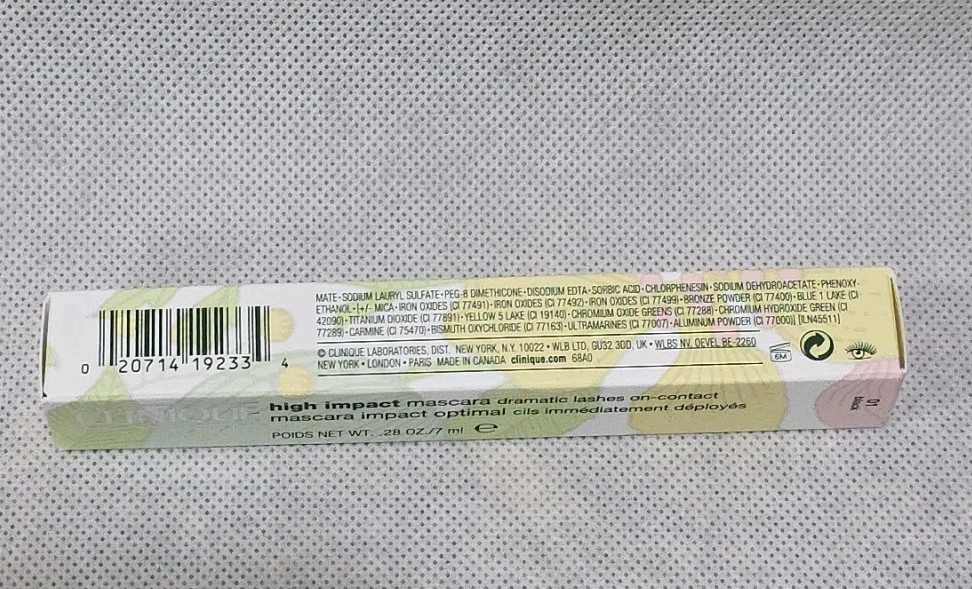 MATE•SODIUM LAURYL SULFATE•PEG-8 DIMETHICONE•DISODIUM EDTA•SORBIC ACID•CHLORPHENESIN•SODIUM DEHYDROACETATE•PHENOXY-
ETHANOL•[+/- MICA•IRON OXIDES (CI 77491)•IRON OXIDES (CI 77492)•IRON OXIDES (CI 77499)•BRONZE POWDER (CI 77400)•BLUE 1 LAKE (CI
42090)•TITANIUM DIOXIDE (CI 77891)•YELLOW 5 LAKE (CI 19140)•CHROMIUM OXIDE GREENS (CI 77288)•CHROMIUM HYDROXIDE GREEN (CI
77289)•CARMINE (CI 75470)•BISMUTH OXYCHLORIDE (CI 77163)•ULTRAMARINES (CI 77007)•ALUMINUM POWDER (CI 77000)] [ILN45511]
© CLINIQUE LABORATORIES, DIST. NEW YORK, N.Y. 10022 • WLB LTD, GU32 3DD, UK • WLBS NV, OEVEL BE-2260
NEW YORK • LONDON • PARIS MADE IN CANADA clinique.com 68A0
6M
0 20714 19233 4
CLINIQUE
high impact mascara dramatic lashes on-contact
mascara impact optimal cils immédiatement déployés
POIDS NET WT. .28 OZ./7 ml e
01
black